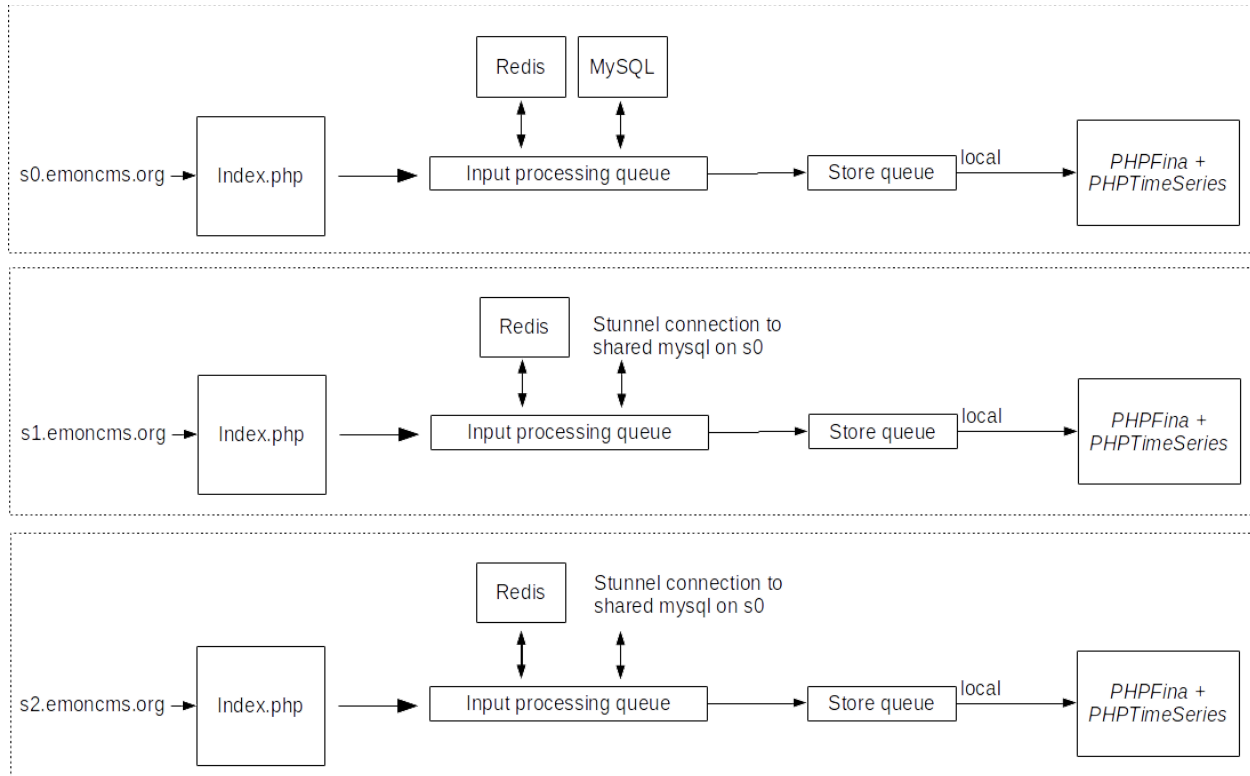 Redis
MySQL
s0.emoncms.org
Index.php
Input processing queue
Store queue
local
PHPFina +
PHPTimeSeries
Redis
Stunnel connection to
shared mysql on s0
s1.emoncms.org
Index.php
Input processing queue
Store queue
local
PHPFina +
PHPTimeSeries
Redis
Stunnel connection to
shared mysql on s0
s2.emoncms.org
Index.php
Input processing queue
Store queue
local
PHPFina +
PHPTimeSeries